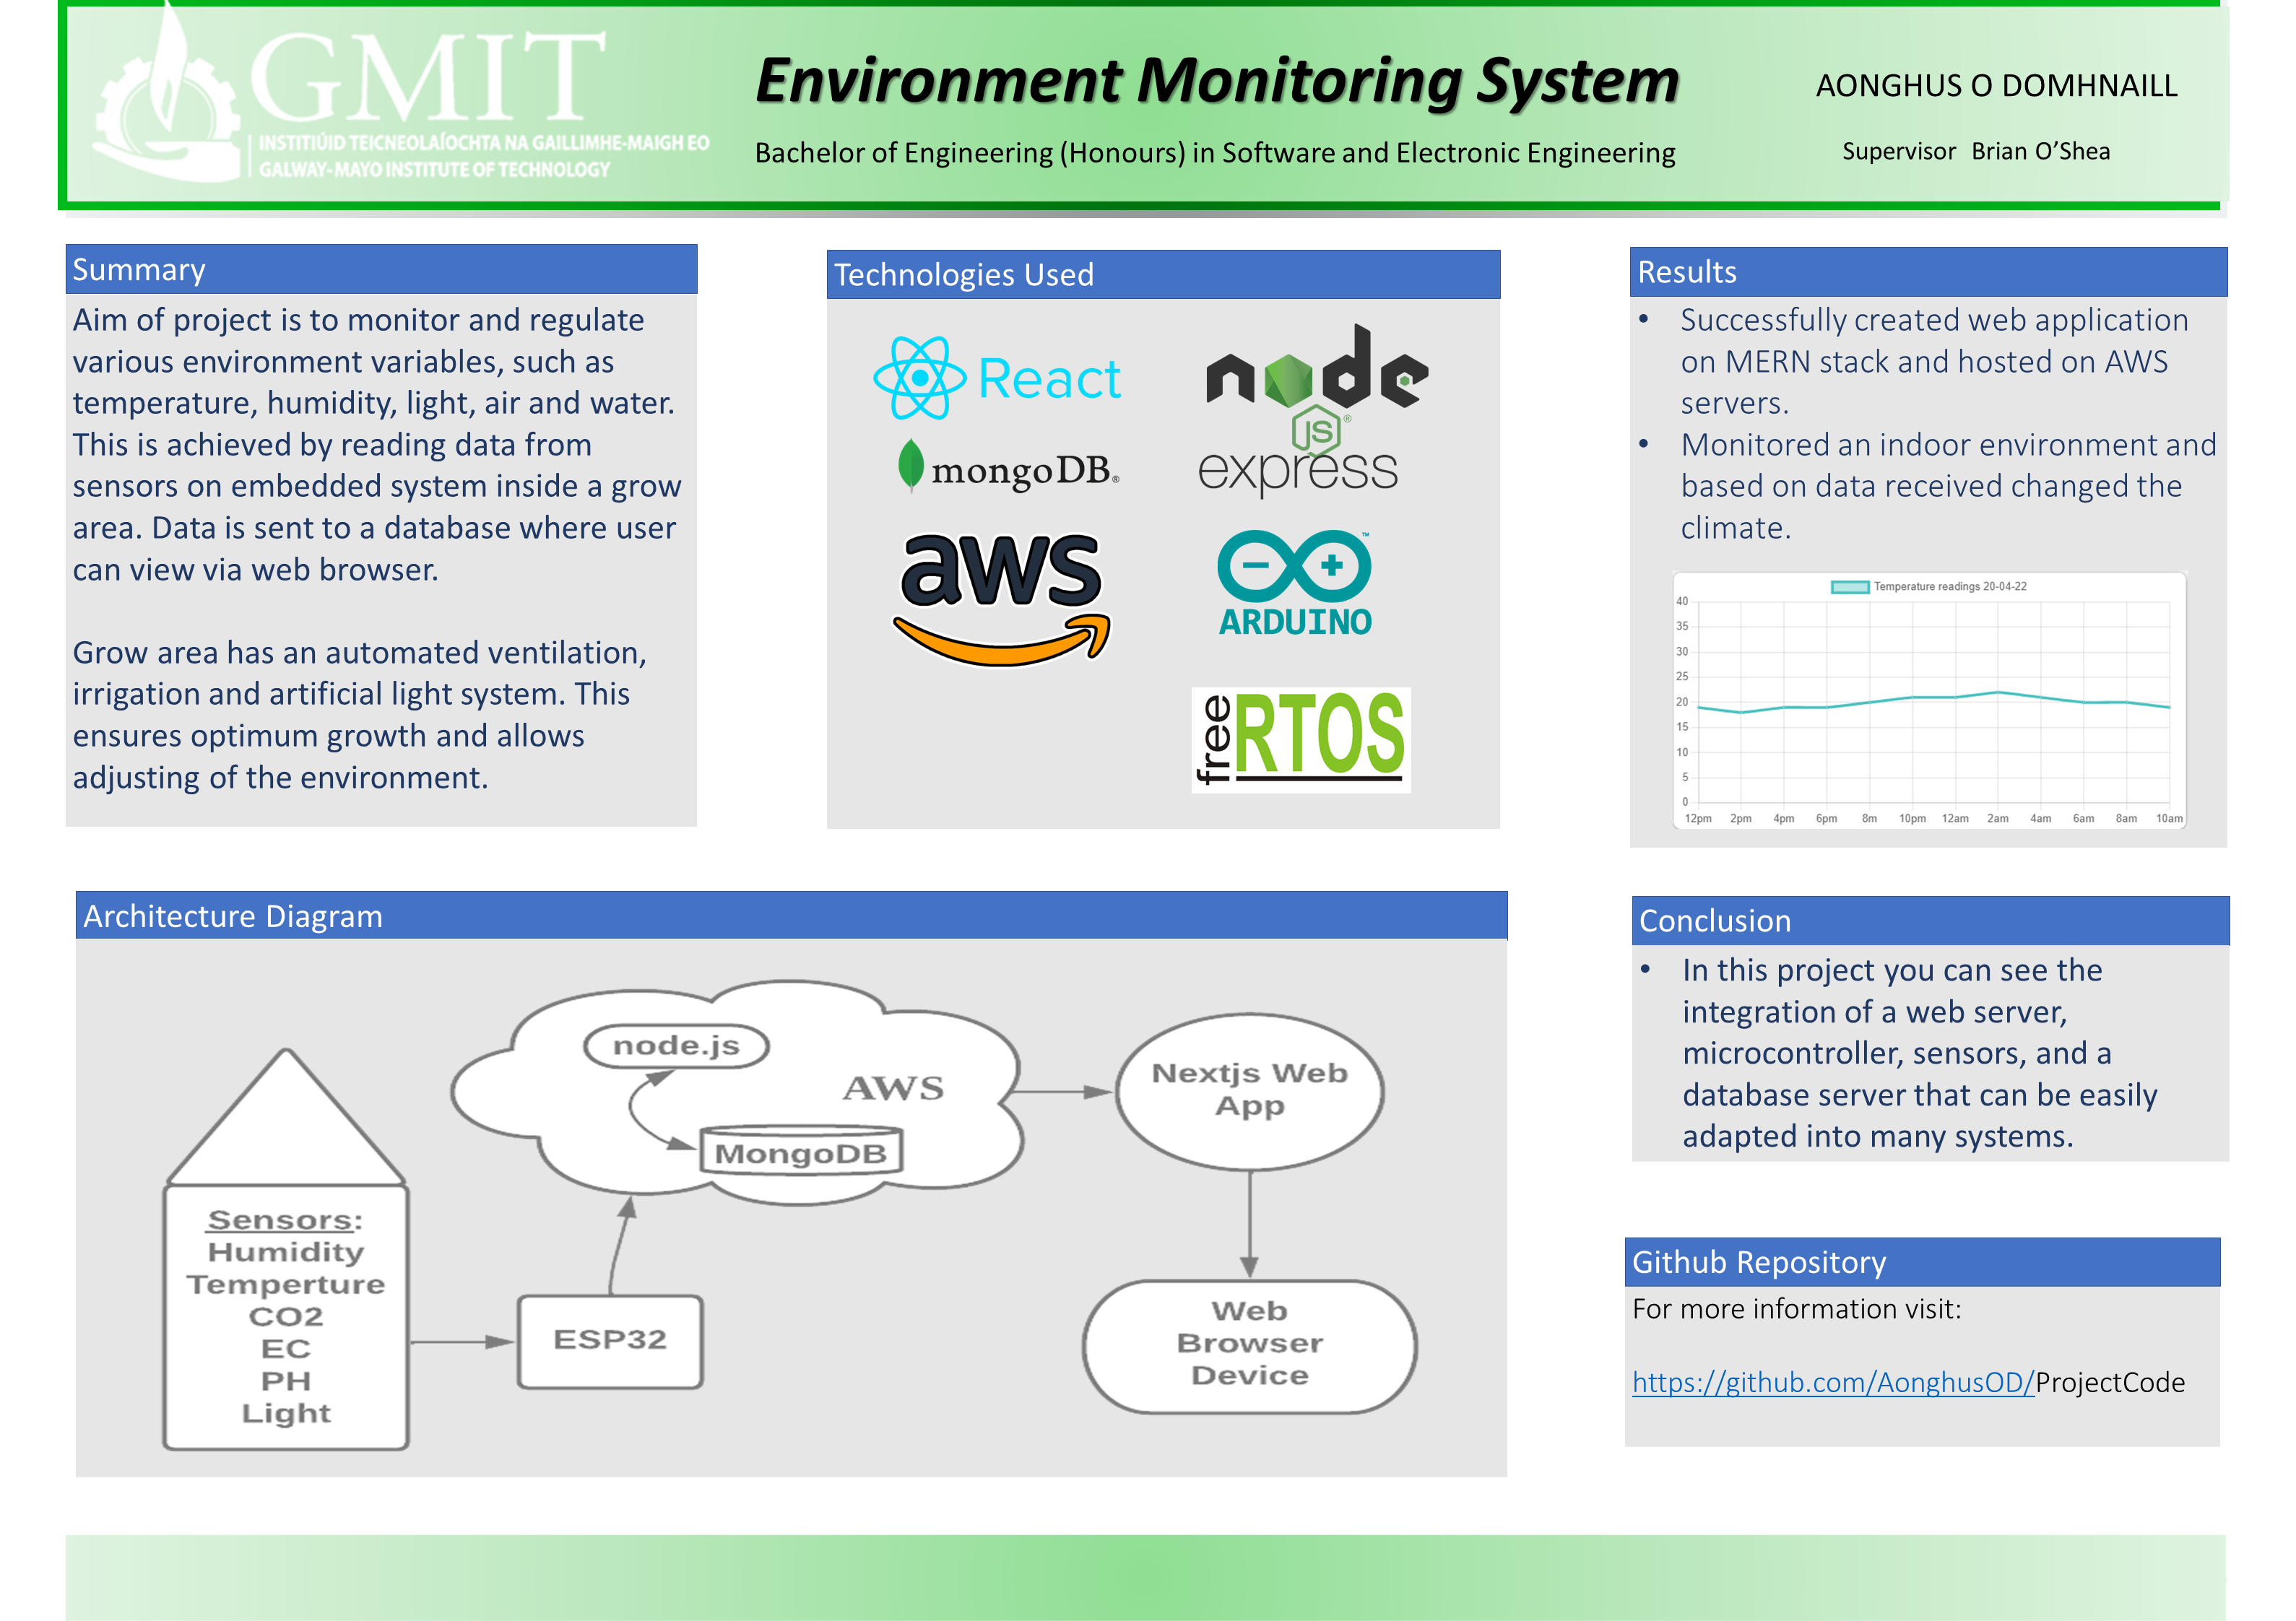 GMIT
INSTITIÚID TEICNEOLAÍOCHTA NA GAILLIMHE-MAIGH EO
GALWAY-MAYO INSTITUTE OF TECHNOLOGY
Environment Monitoring System
Bachelor of Engineering (Honours) in Software and Electronic Engineering
AONGHUS O DOMHNAILL
Supervisor Brian O’Shea
Summary
Aim of project is to monitor and regulate
various environment variables, such as
temperature, humidity, light, air and water.
This is achieved by reading data from
sensors on embedded system inside a grow
area. Data is sent to a database where user
can view via web browser.
Grow area has an automated ventilation,
irrigation and artificial light system. This
ensures optimum growth and allows
adjusting of the environment.
Technologies Used
React
node
JS®
mongoDB®
express
aws
ARDUINO™
free RTOS
Results
• Successfully created web application
on MERN stack and hosted on AWS
servers.
• Monitored an indoor environment and
based on data received changed the
climate.
Temperature readings 20-04-22
40
35
30
25
20
15
10
5
0
12pm 2pm 4pm 6pm 8m 10pm 12am 2am 4am 6am 8am 10am
Architecture Diagram
node.js
AWS
MongoDB
Nextjs Web
App
Sensors:
Humidity
Temperture
CO2
EC
PH
Light
ESP32
Web
Browser
Device
Conclusion
• In this project you can see the
integration of a web server,
microcontroller, sensors, and a
database server that can be easily
adapted into many systems.
Github Repository
For more information visit:
https://github.com/AonghusOD/ProjectCode